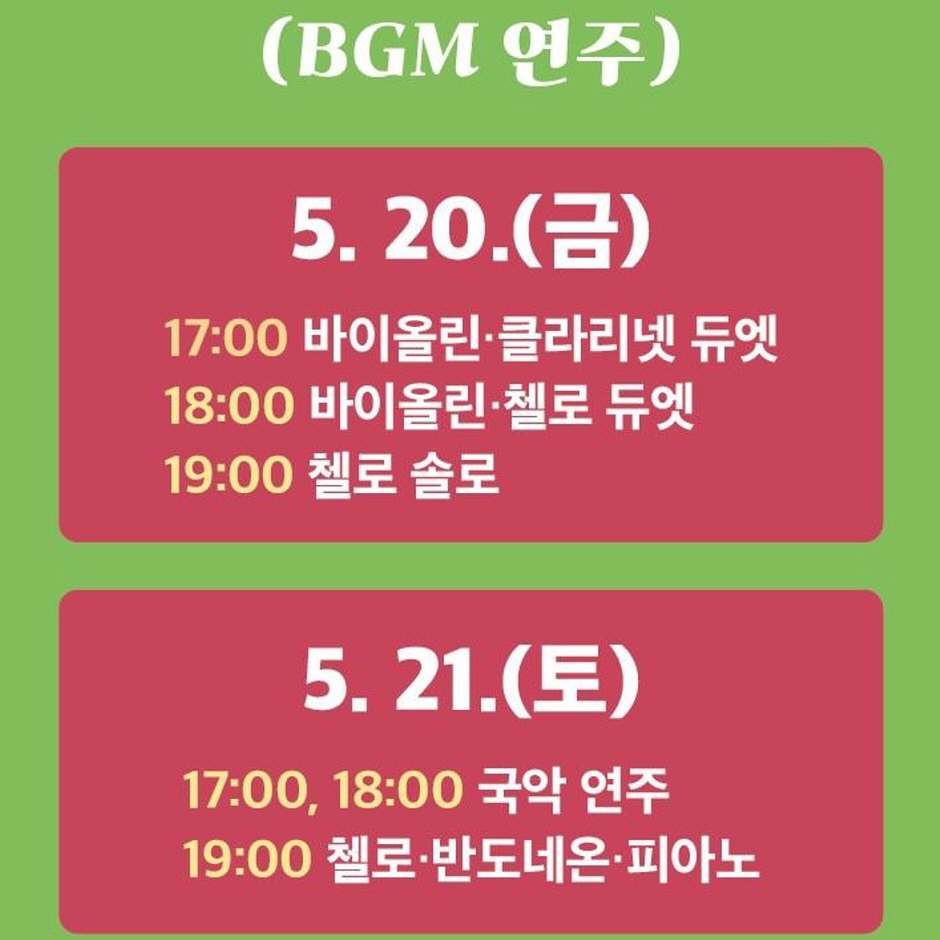 (BGM 연주)
5. 20.(금)
17:00 바이올린·클라리넷 듀엣
18:00 바이올린·첼로 듀엣
19:00 첼로 솔로
5. 21.(토)
17:00, 18:00 국악 연주
19:00 첼로·반도네온·피아노